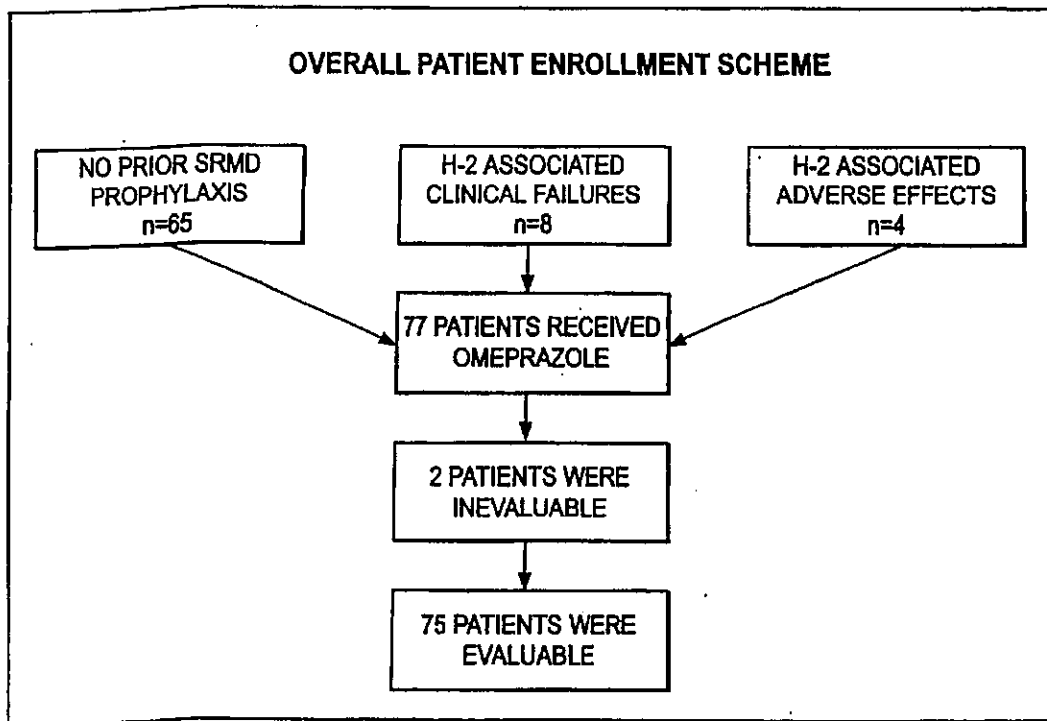 OVERALL PATIENT ENROLLMENT SCHEME
NO PRIOR SRMD
PROPHYLAXIS
n=65
H-2 ASSOCIATED
CLINICAL FAILURES
n=8
H-2 ASSOCIATED
ADVERSE EFFECTS
n=4
77 PATIENTS RECEIVED
OMEPRAZOLE
2 PATIENTS WERE
INEVALUABLE
75 PATIENTS WERE
EVALUABLE